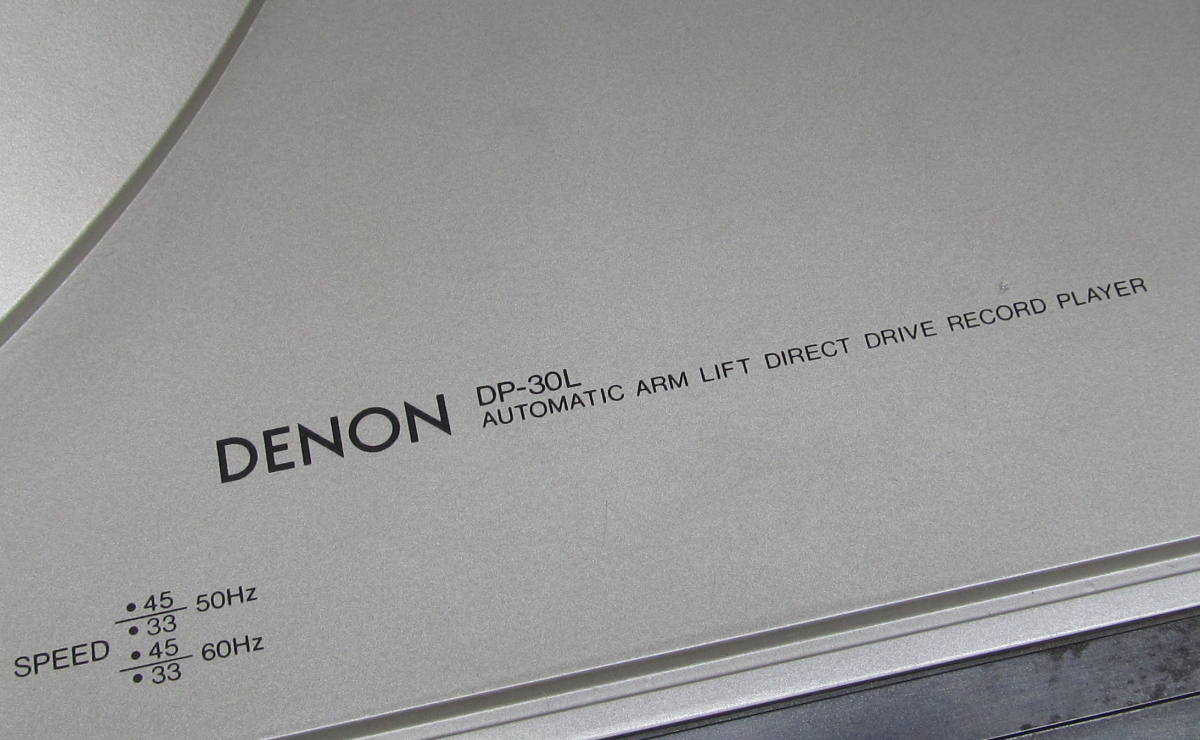 DENON
DP-30L
AUTOMATIC ARM LIFT DIRECT DRIVE RECORD PLAYER
SPEED
• 45
• 33
50Hz
• 45
• 33
60Hz